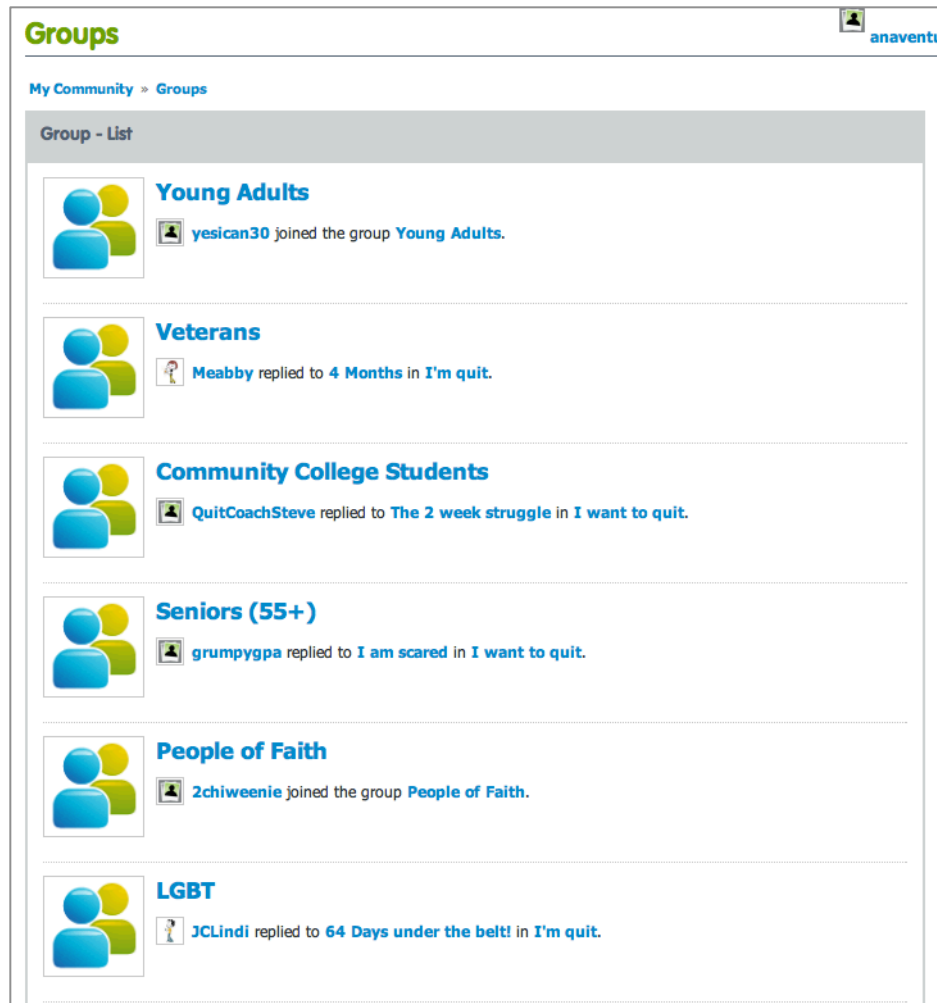 Groups
anaventu
My Community » Groups
Group - List
Young Adults
yesican30 joined the group Young Adults.
Veterans
Meabby replied to 4 Months in I'm quit.
Community College Students
QuitCoachSteve replied to The 2 week struggle in I want to quit.
Seniors (55+)
grumpygpa replied to I am scared in I want to quit.
People of Faith
2chiweenie joined the group People of Faith.
LGBT
JCLindi replied to 64 Days under the belt! in I'm quit.